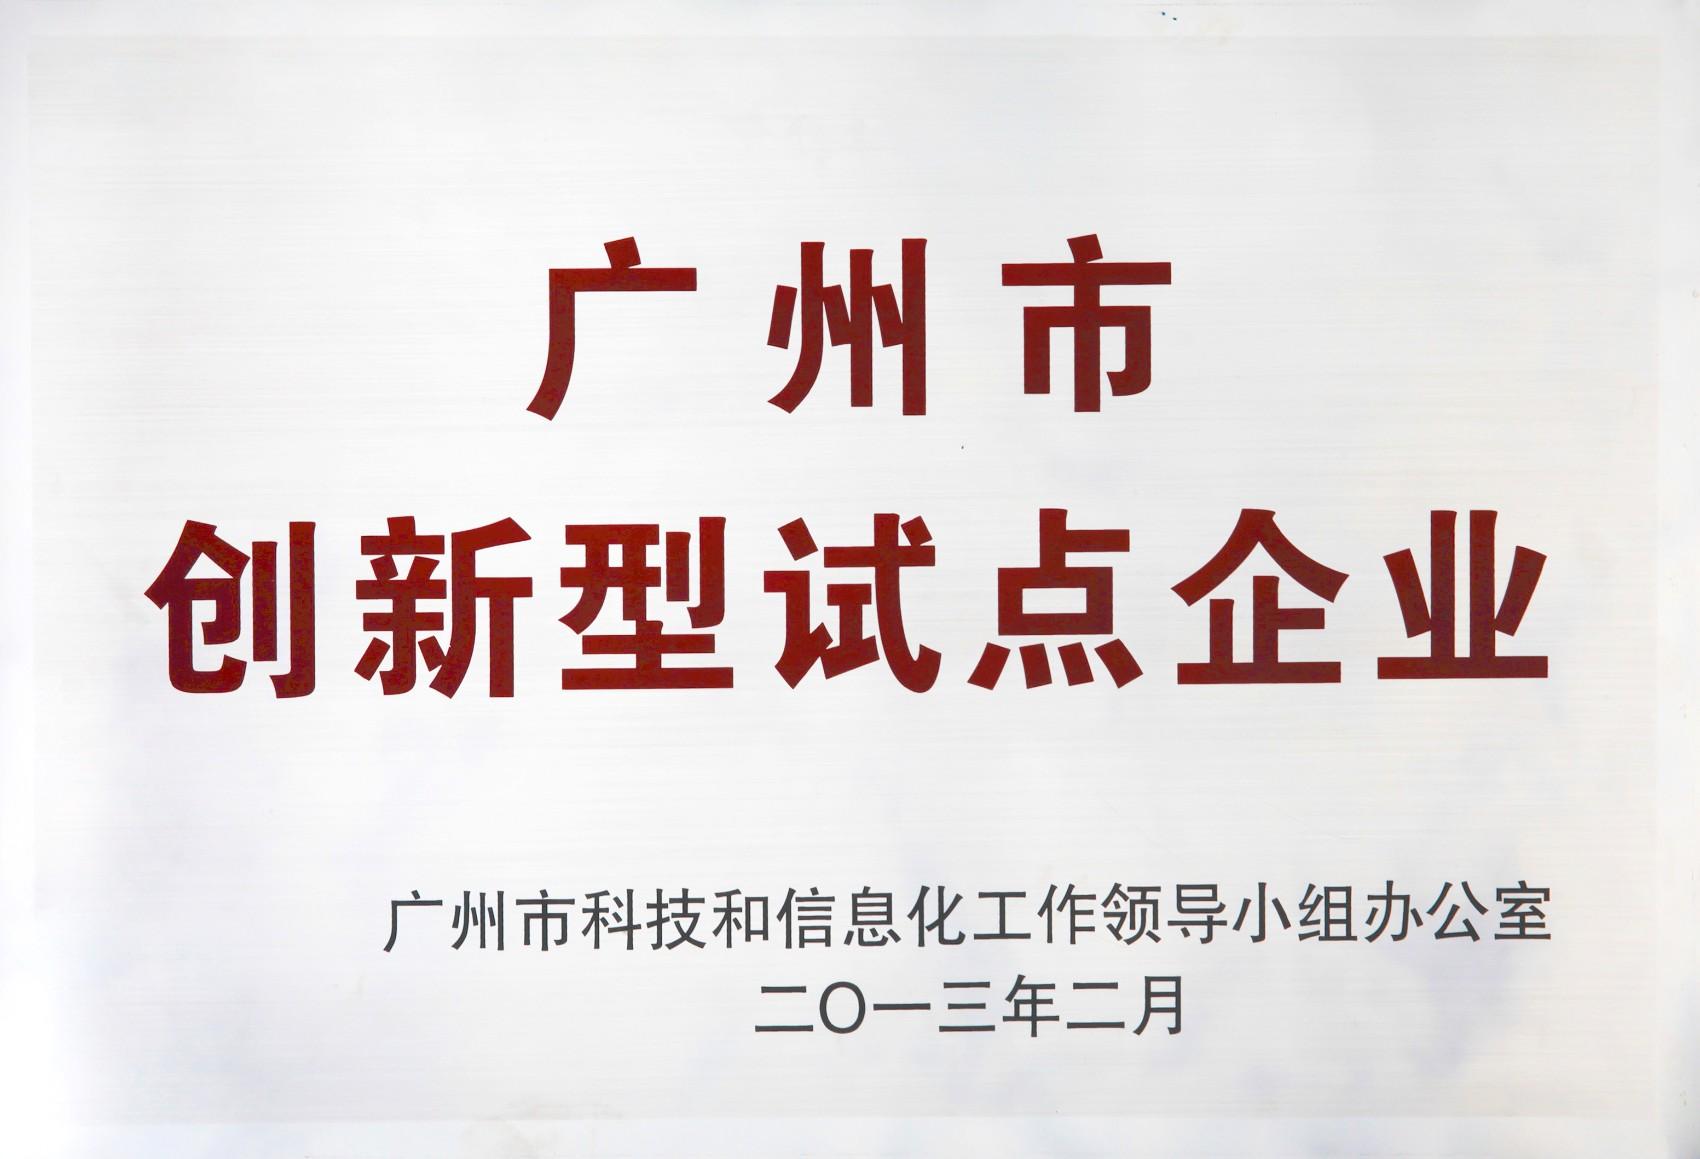 广州市
创新型试点企业
广州市科技和信息化工作领导小组办公室
二〇一三年二月